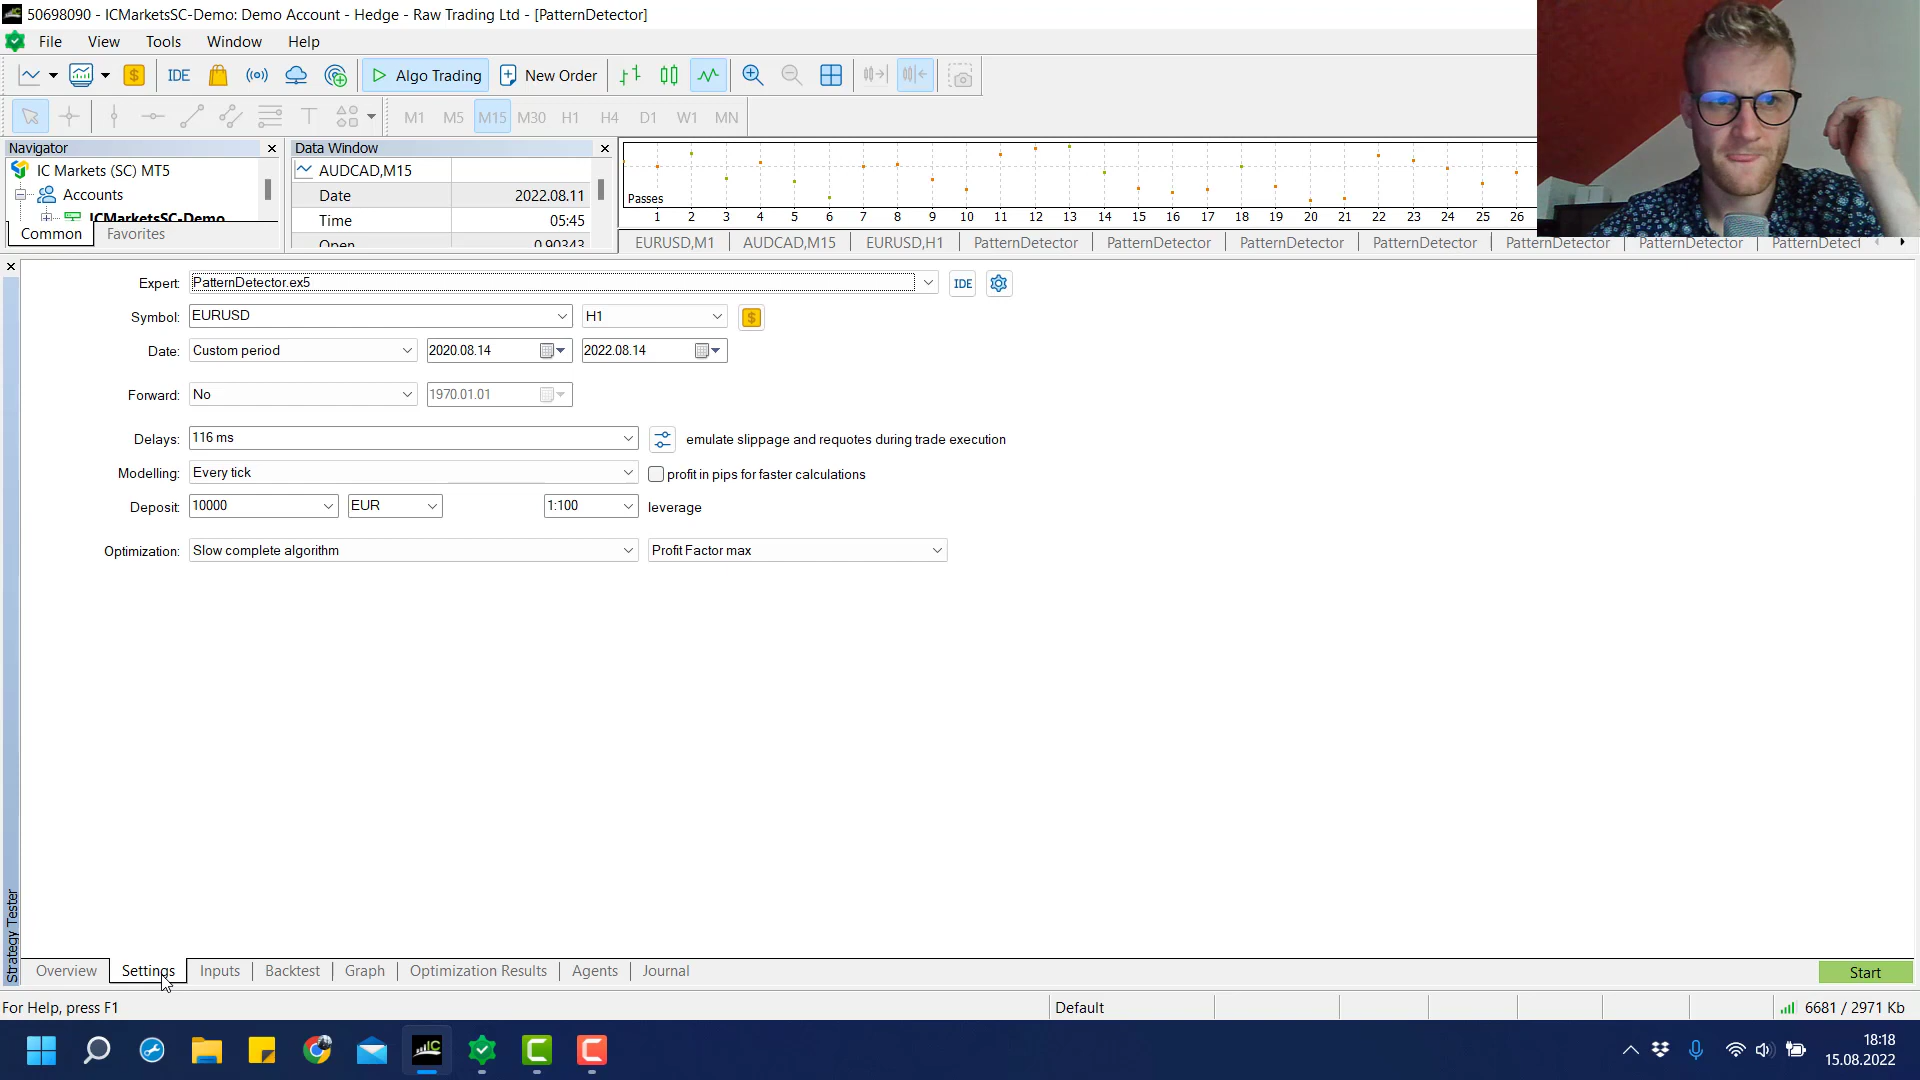 50698090 - ICMarketsSC-Demo: Demo Account - Hedge - Raw Trading Ltd - [PatternDetector]
File View Tools Window Help
IDE Algo Trading New Order
M1 M5 M15 M30 H1 H4 D1 W1 MN
Navigator
IC Markets (SC) MT5
Accounts
ICMarketsSC-Demo
Common Favorites
Data Window
AUDCAD,M15
Date 2022.08.11
Time 05:45
Open 0.90343
Passes
1 2 3 4 5 6 7 8 9 10 11 12 13 14 15 16 17 18 19 20 21 22 23 24 25 26
EURUSD,M1 AUDCAD,M15 EURUSD,H1 PatternDetector PatternDetector PatternDetector PatternDetector PatternDetector PatternDetector PatternDetect
Expert: PatternDetector.ex5 IDE
Symbol: EURUSD H1 $
Date: Custom period 2020.08.14 2022.08.14
Forward: No 1970.01.01
Delays: 116 ms emulate slippage and requotes during trade execution
Modelling: Every tick profit in pips for faster calculations
Deposit: 10000 EUR 1:100 leverage
Optimization: Slow complete algorithm Profit Factor max
Strategy Tester
Overview Settings Inputs Backtest Graph Optimization Results Agents Journal Start
For Help, press F1 Default 6681 / 2971 Kb
18:18
15.08.2022